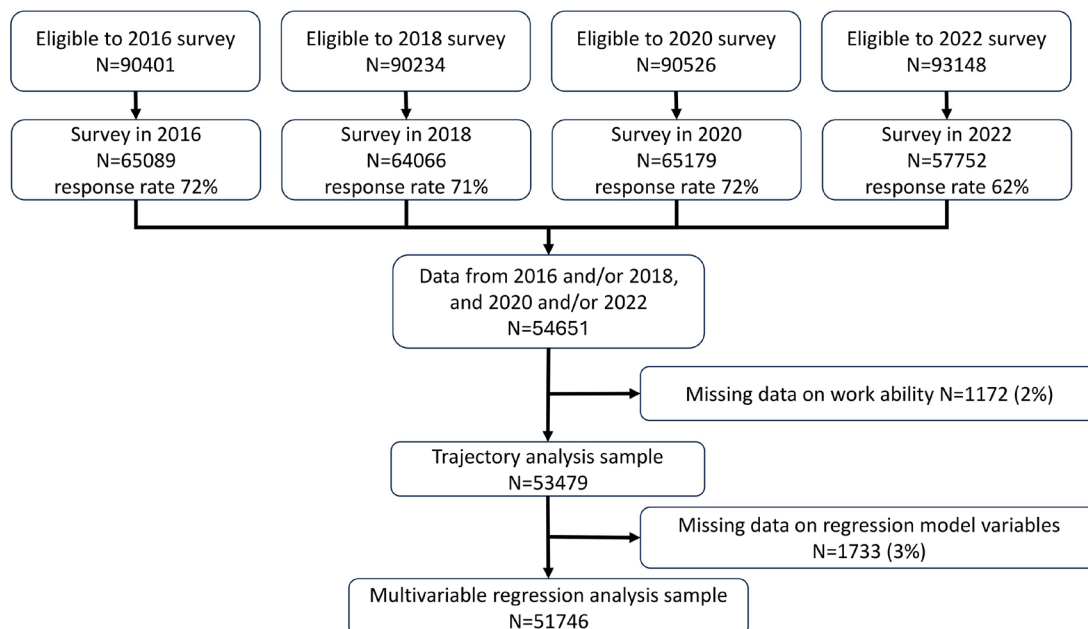 Eligible to 2016 survey
N=90401
Eligible to 2018 survey
N=90234
Eligible to 2020 survey
N=90526
Eligible to 2022 survey
N=93148
Survey in 2016
N=65089
response rate 72%
Survey in 2018
N=64066
response rate 71%
Survey in 2020
N=65179
response rate 72%
Survey in 2022
N=57752
response rate 62%
Data from 2016 and/or 2018,
and 2020 and/or 2022
N=54651
Missing data on work ability N=1172 (2%)
Trajectory analysis sample
N=53479
Missing data on regression model variables
N=1733 (3%)
Multivariable regression analysis sample
N=51746